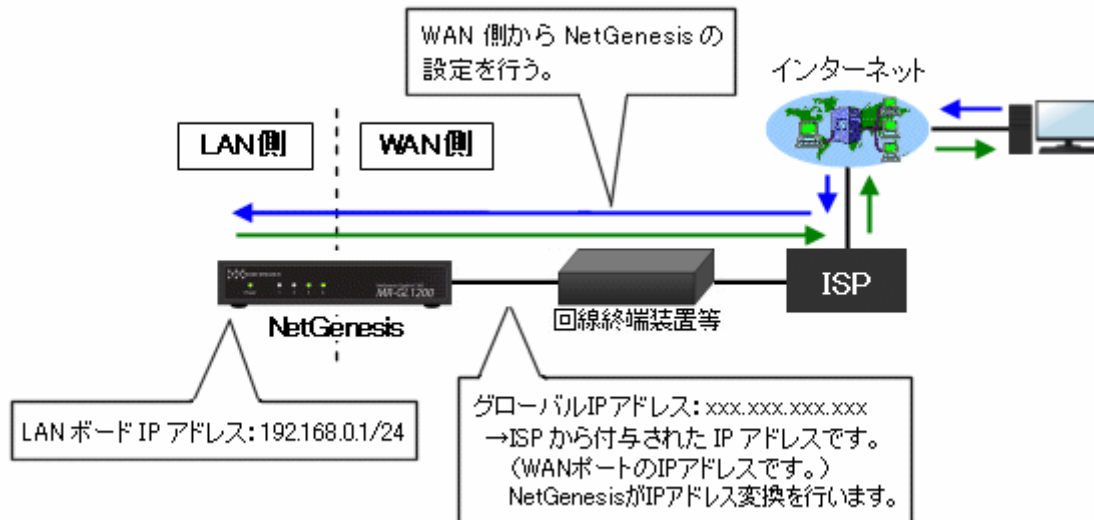 WAN 側から NetGenesis の
設定を行う。
インターネット
LAN側
WAN側
MR-GL1200
ISP
NetGenesis
回線終端装置等
LAN ボード IP アドレス: 192.168.0.1/24
グローバルIP アドレス: xxx.xxx.xxx.xxx
→ISP から付与された IP アドレスです。
(WANポートのIPアドレスです。)
NetGenesisがIPアドレス変換を行います。